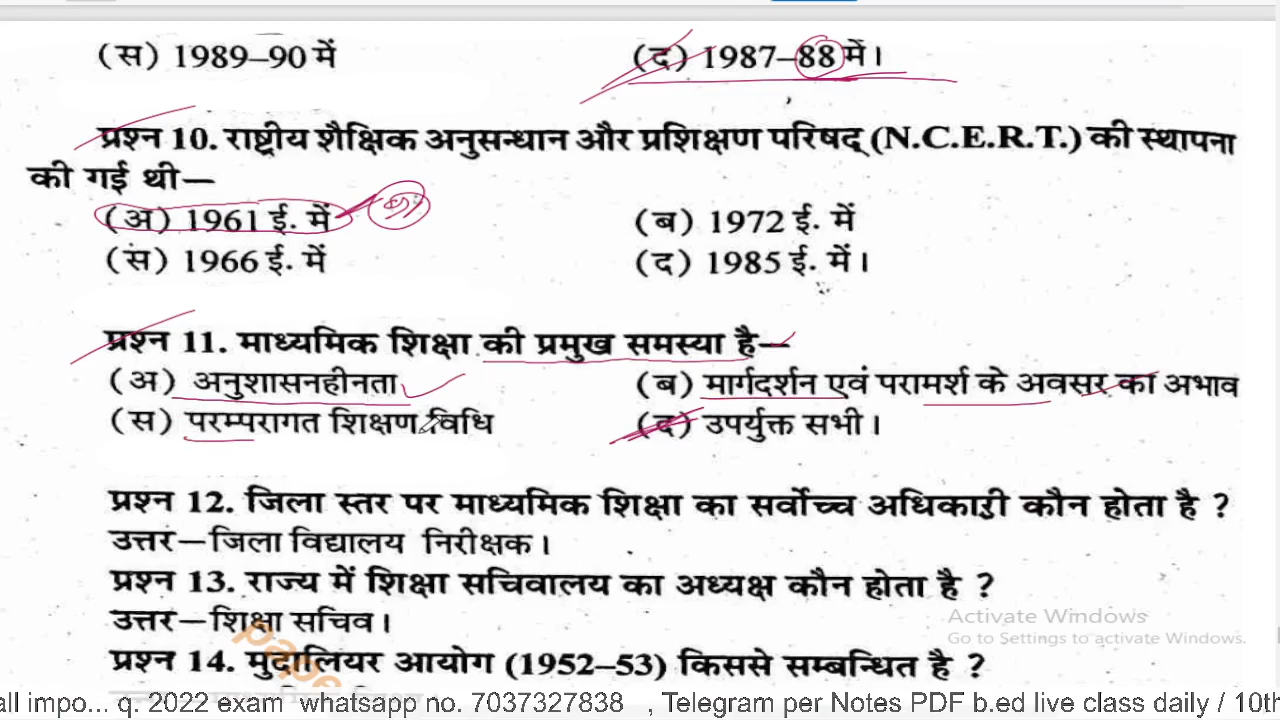 (स) 1989–90 में (द) 1987–88 में।
प्रश्न 10. राष्ट्रीय शैक्षिक अनुसन्धान और प्रशिक्षण परिषद् (N.C.E.R.T.) की स्थापना
की गई थी—
(अ) 1961 ई. में (ब) 1972 ई. में
(स) 1966 ई. में (द) 1985 ई. में।
प्रश्न 11. माध्यमिक शिक्षा की प्रमुख समस्या है—
(अ) अनुशासनहीनता (ब) मार्गदर्शन एवं परामर्श के अवसर का अभाव
(स) परम्परागत शिक्षण विधि (द) उपर्युक्त सभी।
प्रश्न 12. जिला स्तर पर माध्यमिक शिक्षा का सर्वोच्च अधिकारी कौन होता है ?
उत्तर—जिला विद्यालय निरीक्षक।
प्रश्न 13. राज्य में शिक्षा सचिवालय का अध्यक्ष कौन होता है ?
उत्तर—शिक्षा सचिव।
Activate Windows
Go to Settings to activate Windows.
प्रश्न 14. मुदालियर आयोग (1952–53) किससे सम्बन्धित है ?
all impo... q. 2022 exam whatsapp no. 7037327838 , Telegram per Notes PDF b.ed live class daily / 10th